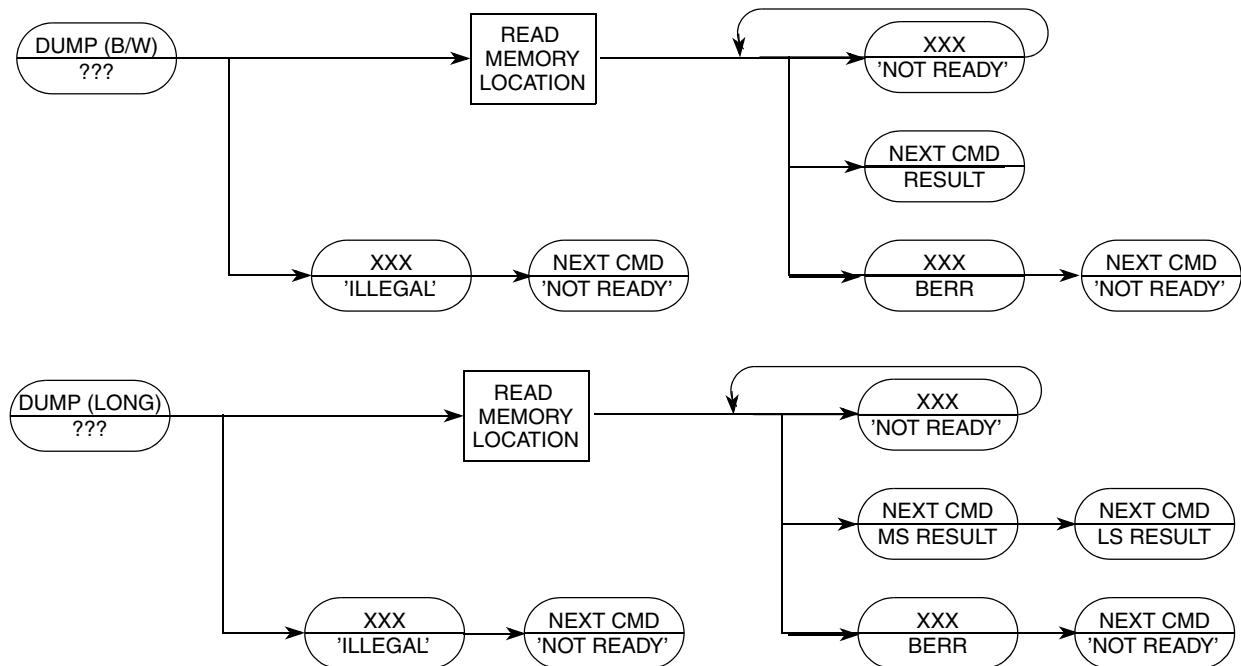 DUMP (B/W)
???
READ
MEMORY
LOCATION
XXX
'NOT READY'
NEXT CMD
RESULT
XXX
'ILLEGAL'
NEXT CMD
'NOT READY'
XXX
BERR
NEXT CMD
'NOT READY'
DUMP (LONG)
???
READ
MEMORY
LOCATION
XXX
'NOT READY'
NEXT CMD
MS RESULT
NEXT CMD
LS RESULT
XXX
'ILLEGAL'
NEXT CMD
'NOT READY'
XXX
BERR
NEXT CMD
'NOT READY'